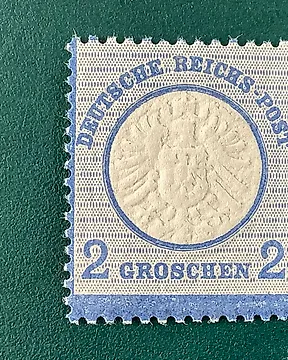 DEUTSCHE REICHS-POST
2 GROSCHEN 2